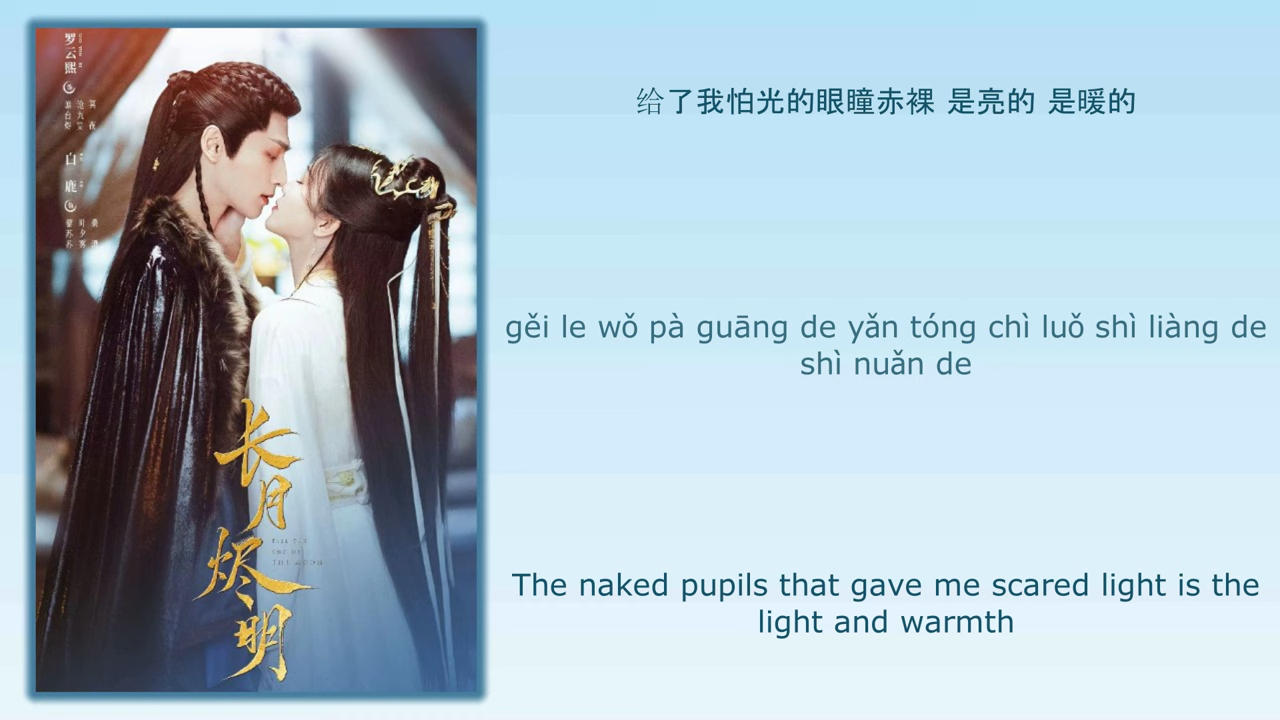 罗云熙
白鹿
长月烬明
THE MOON
给了我怕光的眼瞳赤裸 是亮的 是暖的
gěi le wǒ pà guāng de yǎn tóng chì luǒ shì liàng de
shì nuǎn de
The naked pupils that gave me scared light is the
light and warmth